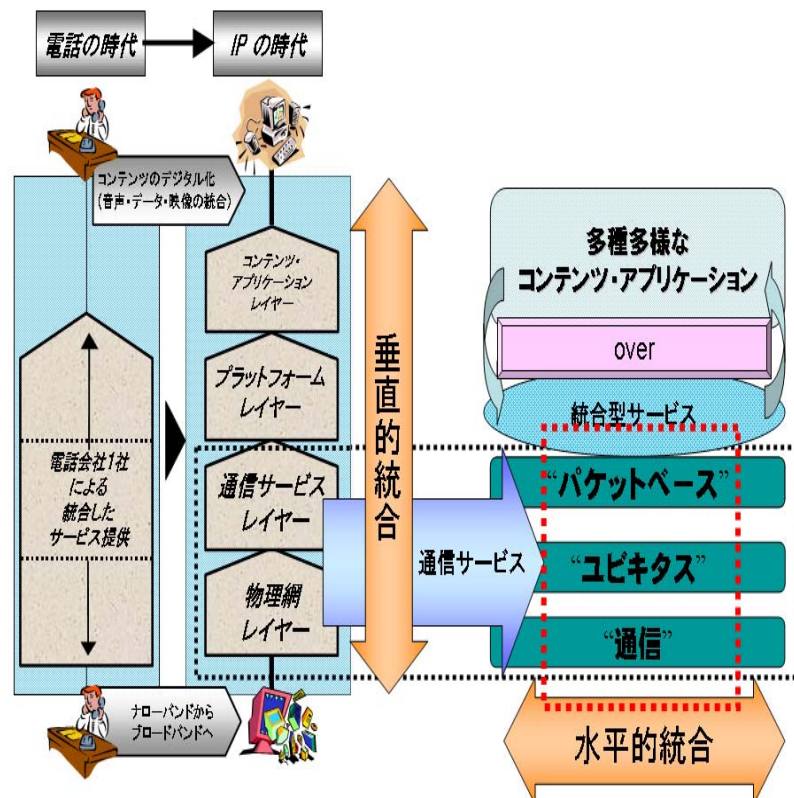 電話の時代
IP の時代
コンテンツのデジタル化
(音声・データ・映像の統合)
電話会社1社
による
統合した
サービス提供
コンテンツ・
アプリケーション
レイヤー
プラットフォーム
レイヤー
通信サービス
レイヤー
物理網
レイヤー
ナローバンドから
ブロードバンドへ
垂直的統合
通信サービス
多種多様な
コンテンツ・アプリケーション
over
統合型サービス
“パケットベース”
“ユビキタス”
“通信”
水平的統合